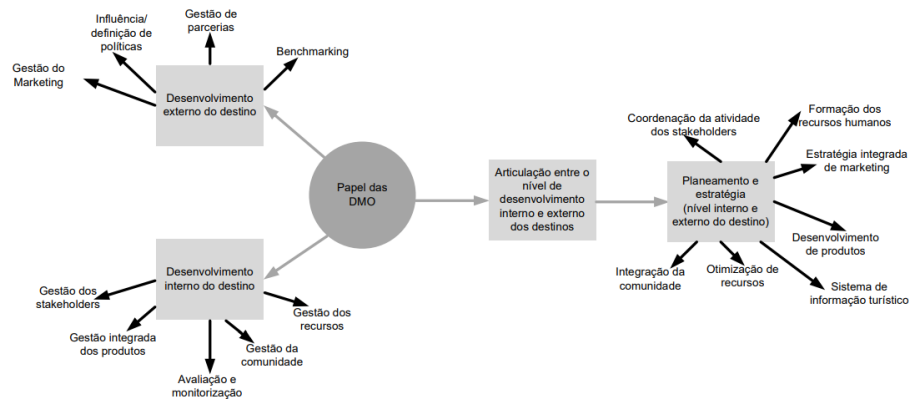 Influência/
definição de
políticas
Gestão de
parcerias
Benchmarking
Gestão do
Marketing
Desenvolvimento
externo do destino
Papel das
DMO
Desenvolvimento
interno do destino
Gestão dos
stakeholders
Gestão integrada
dos produtos
Avaliação e
monitorização
Gestão da
comunidade
Gestão dos
recursos
Articulação entre o
nível de
desenvolvimento
interno e externo
dos destinos
Planeamento e
estratégia
(nível interno e
externo do destino)
Coordenação da atividade
dos stakeholders
Formação dos
recursos humanos
Estratégia integrada
de marketing
Desenvolvimento
de produtos
Sistema de
informação turístico
Otimização de
recursos
Integração da
comunidade